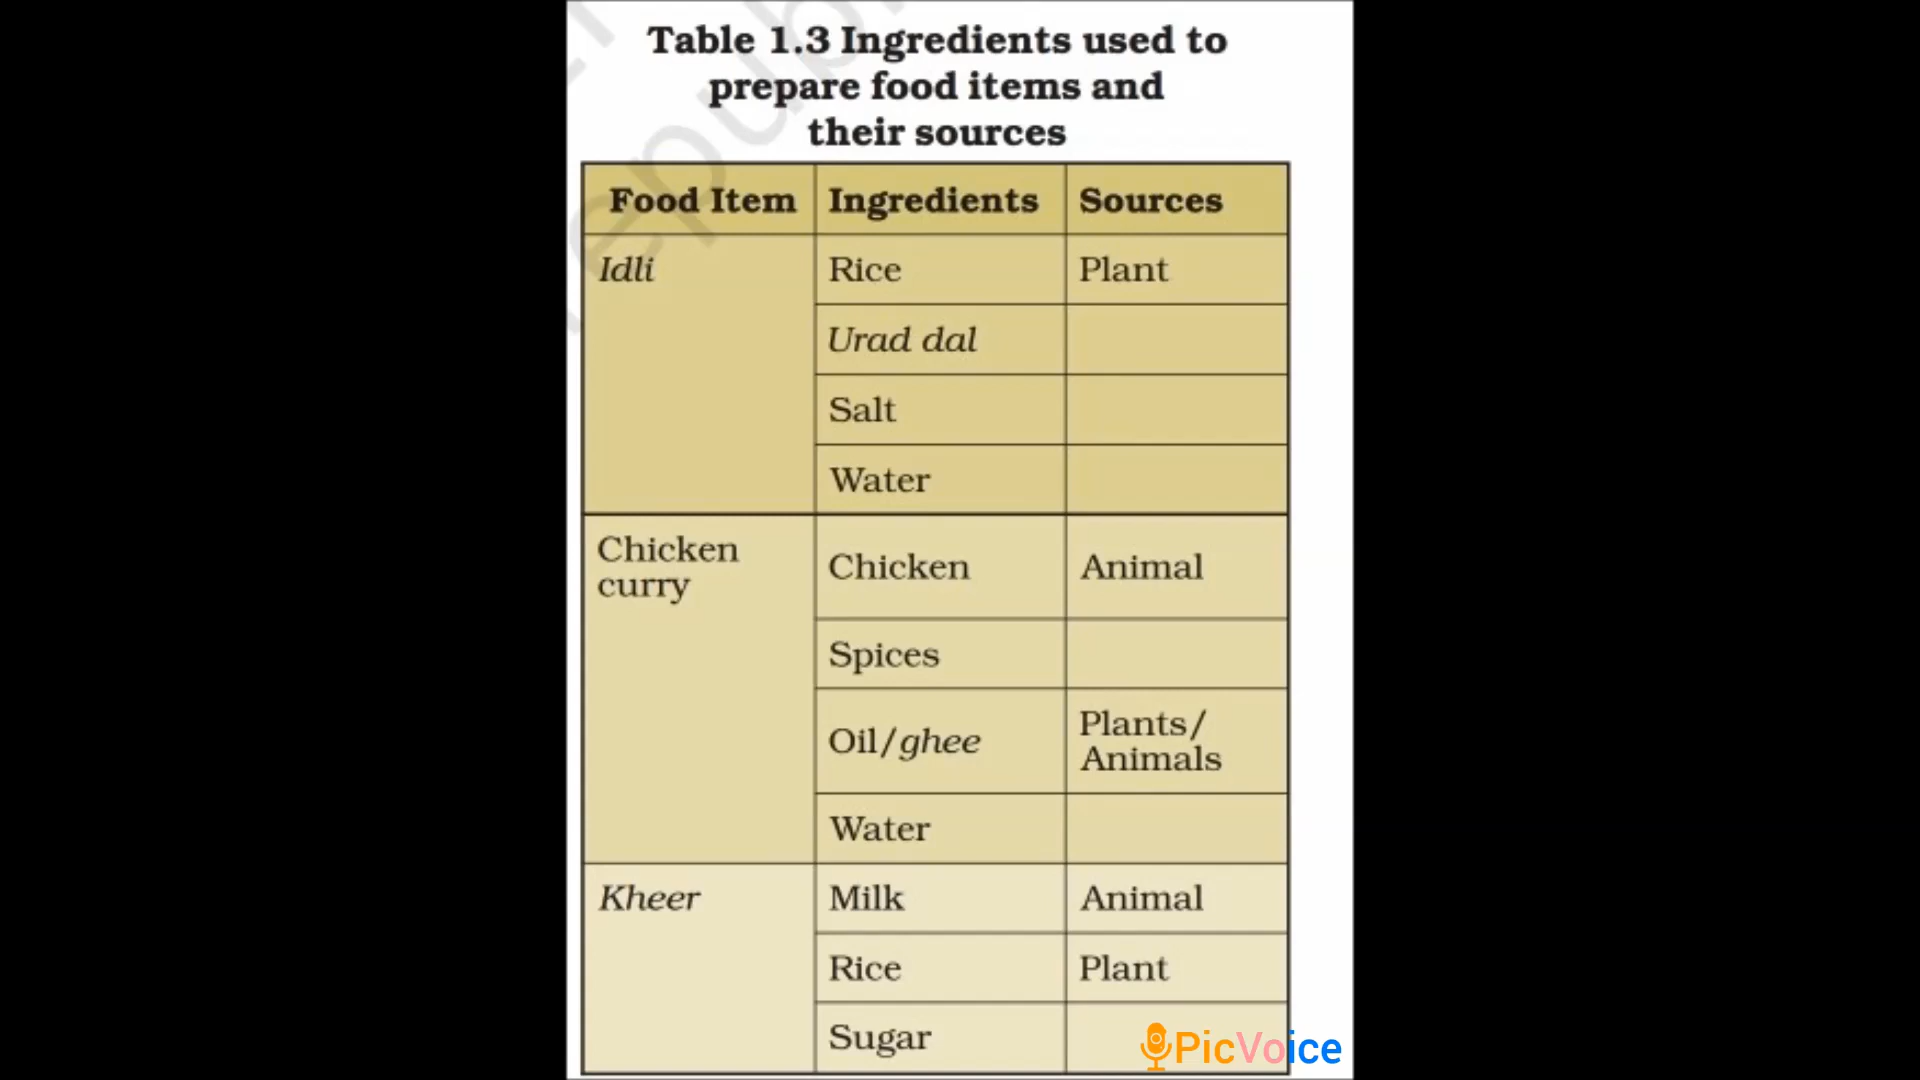 Table 1.3 Ingredients used to
prepare food items and
their sources
Food Item Ingredients Sources
Idli Rice Plant
Urad dal
Salt
Water
Chicken
curry
Chicken Animal
Spices
Oil/ghee Plants/
Animals
Water
Kheer Milk Animal
Rice Plant
Sugar
PicVoice